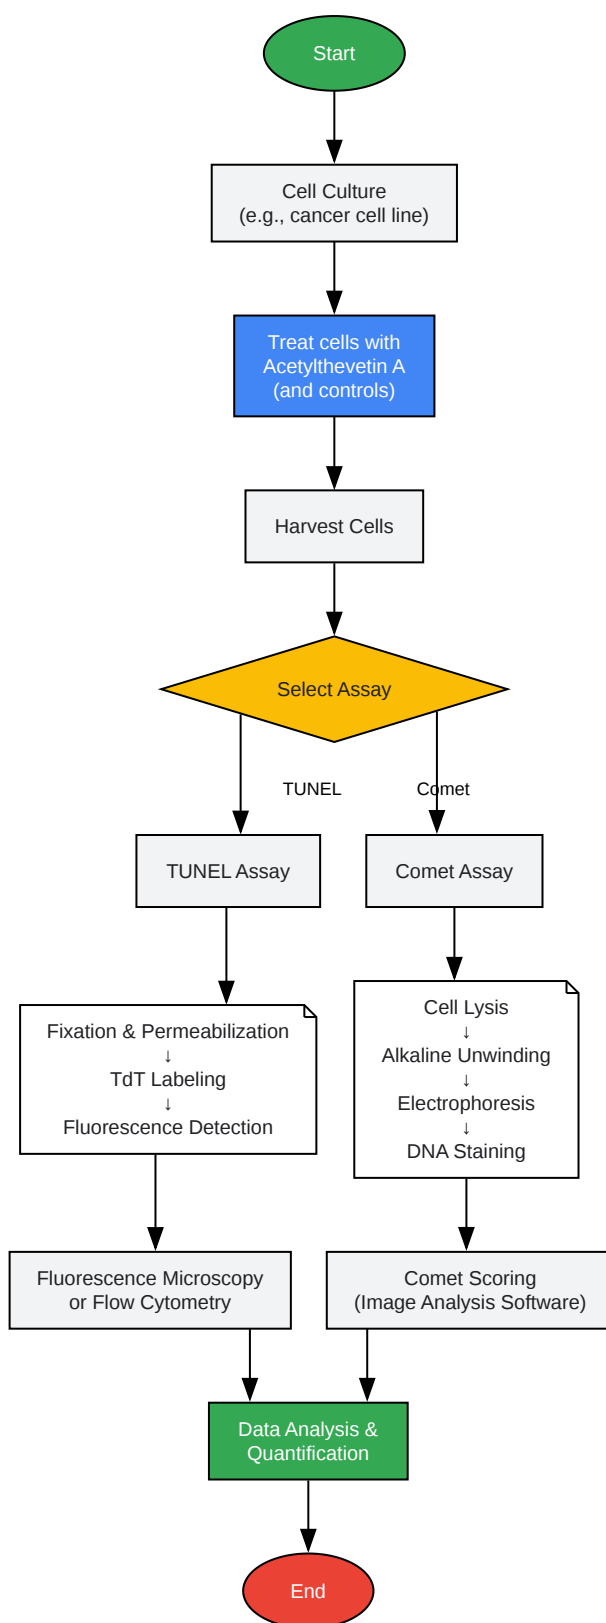 Start
Cell Culture
(e.g., cancer cell line)
Treat cells with
Acetylthevetin A
(and controls)
Harvest Cells
Select Assay
TUNEL
Comet
TUNEL Assay
Comet Assay
Fixation & Permeabilization
↓
TdT Labeling
↓
Fluorescence Detection
Cell Lysis
↓
Alkaline Unwinding
↓
Electrophoresis
↓
DNA Staining
Fluorescence Microscopy
or Flow Cytometry
Comet Scoring
(Image Analysis Software)
Data Analysis &
Quantification
End